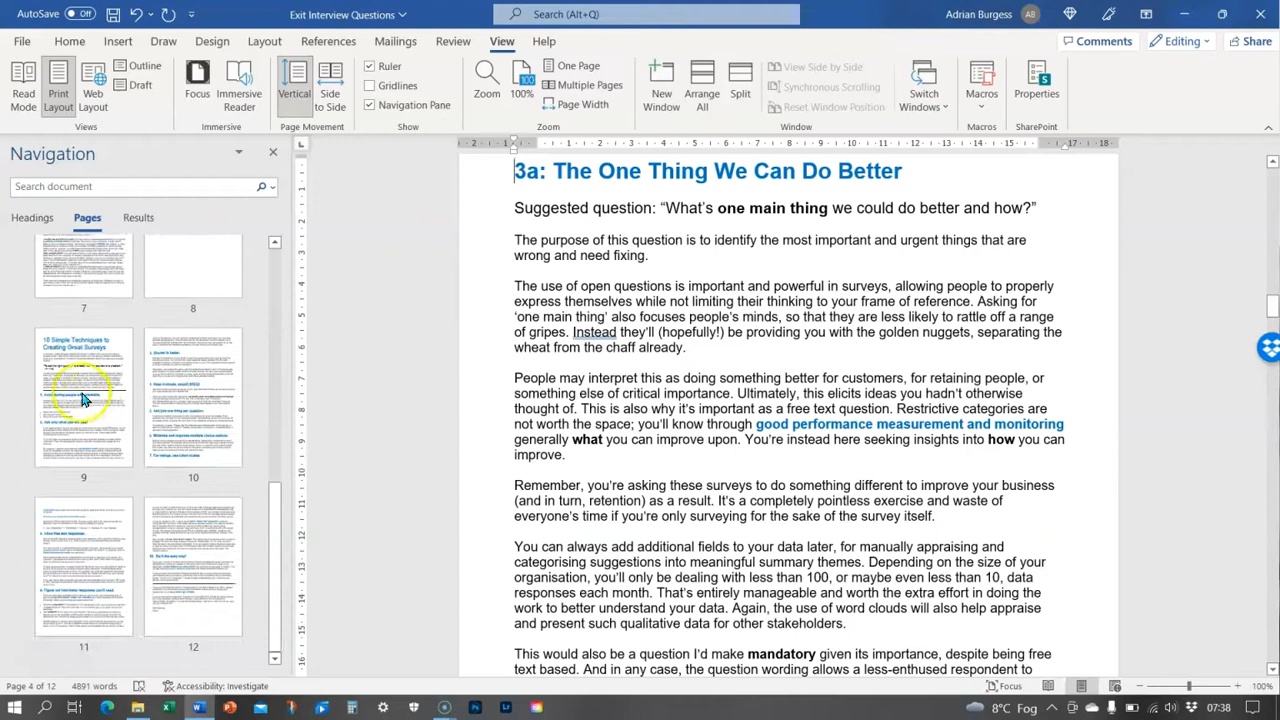 AutoSave Off
Exit Interview Questions
Search (Alt+Q)
Adrian Burgess
AB
File Home Insert Draw Design Layout References Mailings Review View Help
Comments
Editing
Share
Read Mode
Print Layout
Web Layout
Outline
Draft
Views
Focus
Immersive Reader
Immersive
Vertical
Side to Side
Page Movement
Ruler
Gridlines
Navigation Pane
Show
Zoom
100%
One Page
Multiple Pages
Page Width
Zoom
New Window
Arrange All
Split
View Side by Side
Synchronous Scrolling
Reset Window Position
Switch Windows
Window
Macros
Macros
Properties
SharePoint
Navigation
Search document
Headings Pages Results
7
8
10 Simple Techniques to
Creating Great Surveys
9
10
11
12
3a: The One Thing We Can Do Better
Suggested question: “What’s one main thing we could do better and how?”
The purpose of this question is to identify the most important and urgent things that are
wrong and need fixing.
The use of open questions is important and powerful in surveys, allowing people to properly
express themselves while not limiting their thinking to your frame of reference. Asking for
‘one main thing’ also focuses people’s minds, so that they are less likely to rattle off a range
of gripes. Instead they’ll (hopefully!) be providing you with the golden nuggets, separating the
wheat from the chaff already.
People may interpret this as doing something better for customers, for retaining people, or
something else of crucial importance. Ultimately, this elicits ideas you hadn’t otherwise
thought of. This is also why it’s important as a free text question. Restrictive categories are
not worth the space; you’ll know through good performance measurement and monitoring
generally what to improve upon. You’re instead here seeking insights into how you can
improve.
Remember, you’re asking these surveys to do something different to improve your business
(and in turn, retention) as a result. It’s a completely pointless exercise and waste of
everyone’s time if you’re only surveying for the sake of the survey itself.
You can always add additional fields to your data later, for manually appraising and
categorising suggestions into meaningful summary themes. Depending on the size of your
organisation, you may be dealing with less than 100, or maybe even less than 10, data
responses each month. That’s entirely manageable and worth the extra effort in doing the
work to better understand your data. Again, the use of word clouds will also help appraise
and present such qualitative data for other stakeholders.
This would also be a question I’d make mandatory given its importance, despite being free
text based. And in any case, the question wording allows a less-enthused respondent to
Page 4 of 12 4891 words Accessibility: Investigate
Focus
100%
8°C Fog
07:38